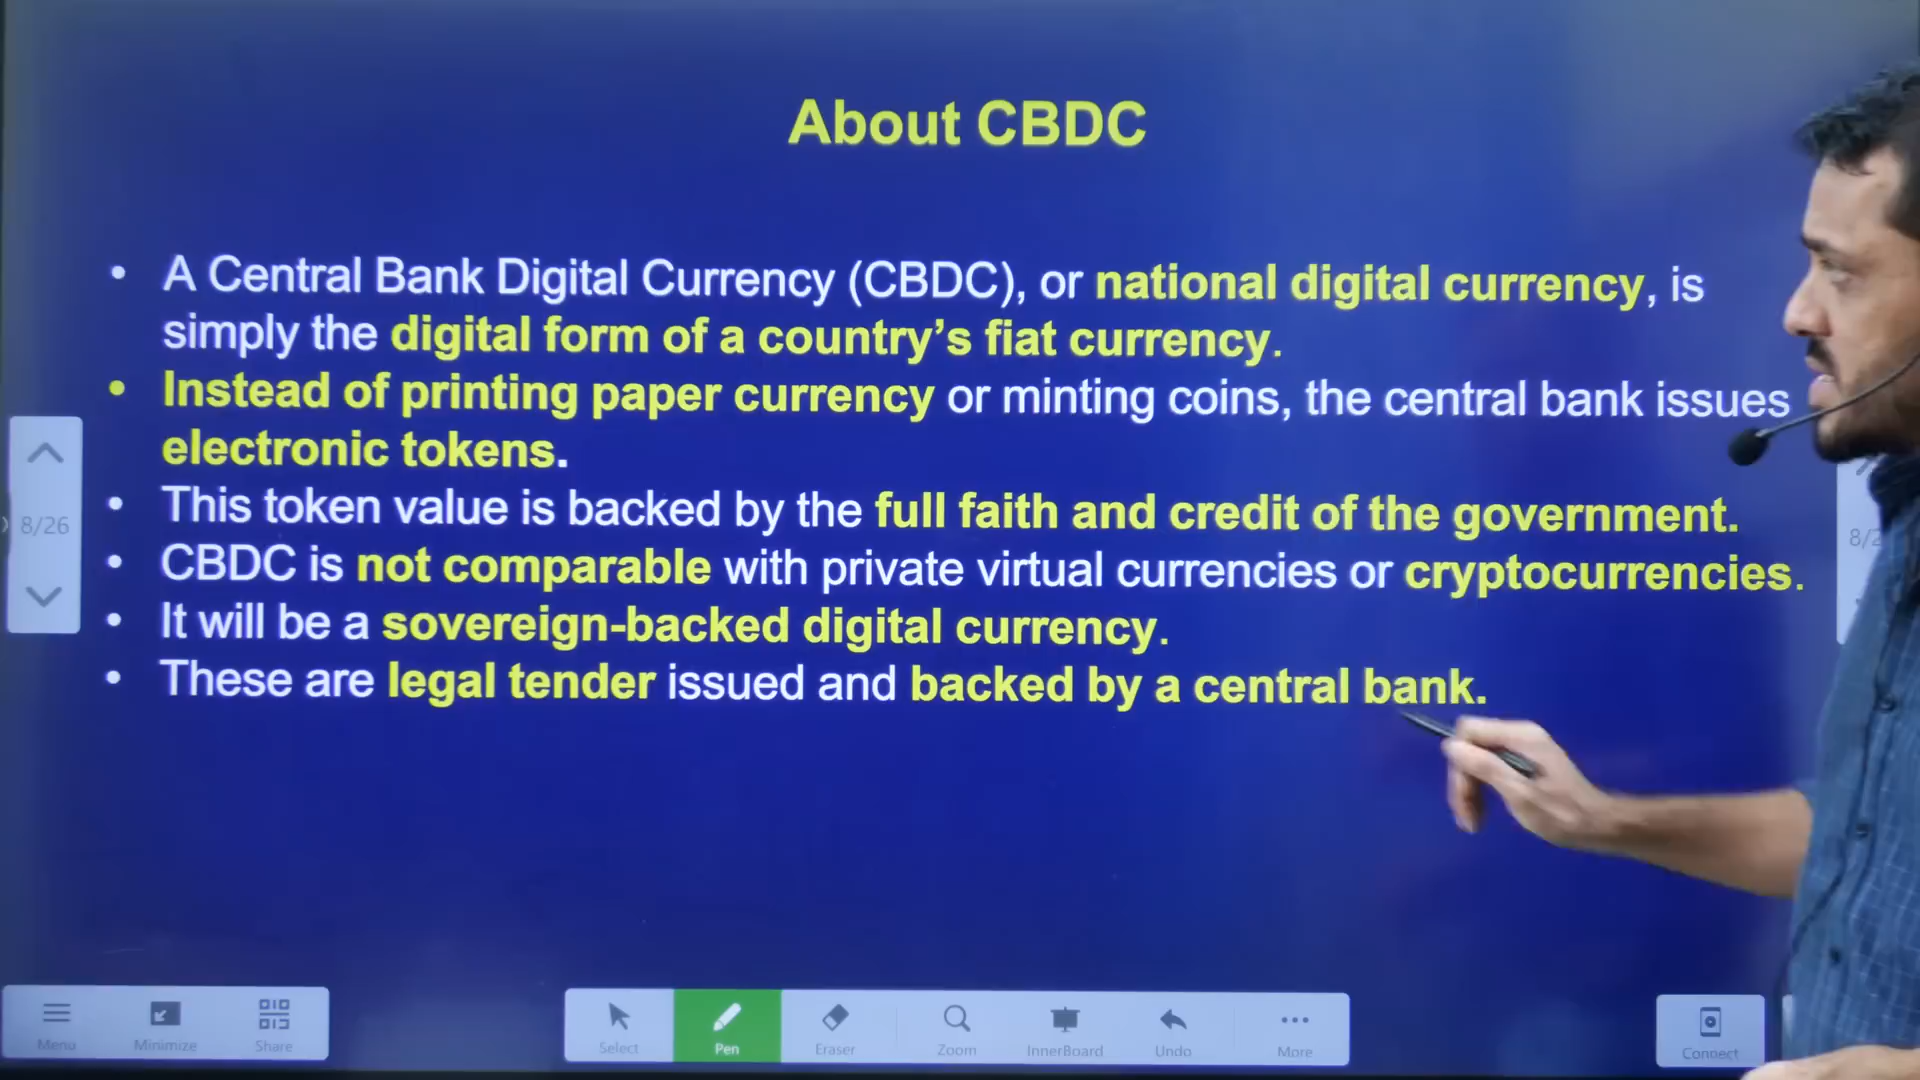 About CBDC
• A Central Bank Digital Currency (CBDC), or national digital currency, is
simply the digital form of a country’s fiat currency.
• Instead of printing paper currency or minting coins, the central bank issues
electronic tokens.
• This token value is backed by the full faith and credit of the government.
• CBDC is not comparable with private virtual currencies or cryptocurrencies.
• It will be a sovereign-backed digital currency.
• These are legal tender issued and backed by a central bank.
8/26
8/2
Menu Minimize Share Select Pen Eraser Zoom InnerBoard Undo More Connect